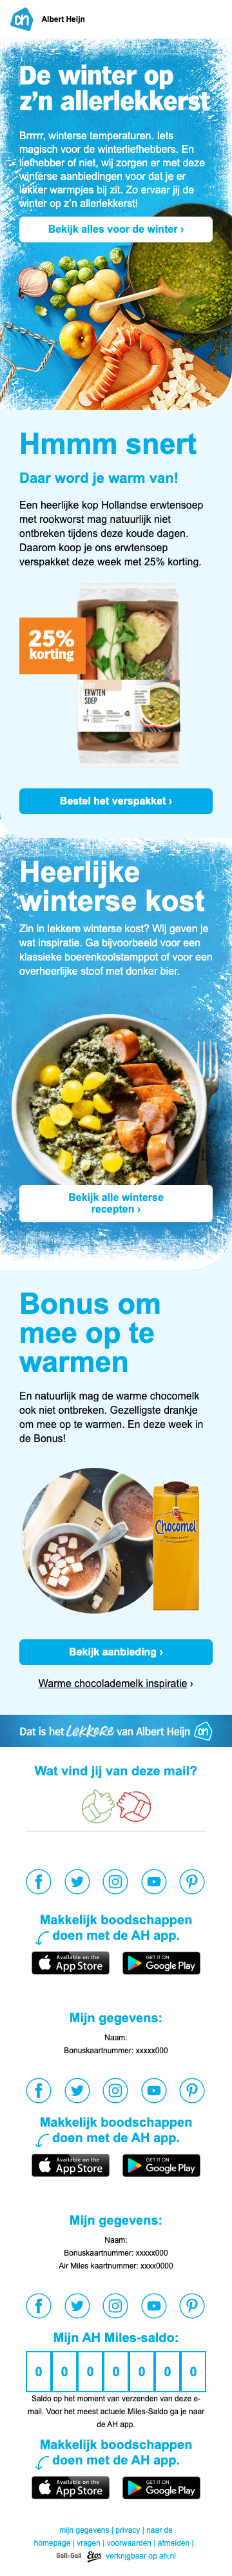 Albert Heijn
De winter op
z'n allerlekkerst
Brrrr, winterse temperaturen. Iets
magisch voor de winterliefhebbers. En
liefhebber of niet, wij zorgen er met deze
winterse aanbiedingen voor dat je er
lekker warmpjes bij zit. Zo ervaar jij de
winter op z'n allerlekkerst!
Bekijk alles voor de winter ›
Hmmm snert
Daar word je warm van!
Een heerlijke kop Hollandse erwtensoep
met rookworst mag natuurlijk niet
ontbreken tijdens deze koude dagen.
Daarom koop je ons erwtensoep
verspakket deze week met 25% korting.
25%
korting
ERWTEN
SOEP
Bestel het verspakket ›
Heerlijke
winterse kost
Zin in lekkere winterse kost? Wij geven je
wat inspiratie. Ga bijvoorbeeld voor een
klassieke boerenkoolstamppot of voor een
overheerlijke stoof met donker bier.
Bekijk alle winterse
recepten ›
Bonus om
mee op te
warmen
En natuurlijk mag de warme chocomelk
ook niet ontbreken. Gezelligste drankje
om mee op te warmen. En deze week in
de Bonus!
Chocomel
Bekijk aanbieding ›
Warme chocolademelk inspiratie ›
Dat is het lekkere van Albert Heijn
Wat vind jij van deze mail?
Makkelijk boodschappen
doen met de AH app.
Available on the
App Store
GET IT ON
Google Play
Mijn gegevens:
Naam:
Bonuskaartnummer: xxxxx000
Makkelijk boodschappen
doen met de AH app.
Available on the
App Store
GET IT ON
Google Play
Mijn gegevens:
Naam:
Bonuskaartnummer: xxxxx000
Air Miles kaartnummer: xxxx0000
Mijn AH Miles-saldo:
0 0 0 0 0 0 0
Saldo op het moment van verzenden van deze e-
mail. Voor het meest actuele Miles-Saldo ga je naar
de AH app.
Makkelijk boodschappen
doen met de AH app.
Available on the
App Store
GET IT ON
Google Play
mijn gegevens | privacy | naar de
homepage | vragen | voorwaarden | afmelden |
Gall&Gall Etos verkrijgbaar op ah.nl